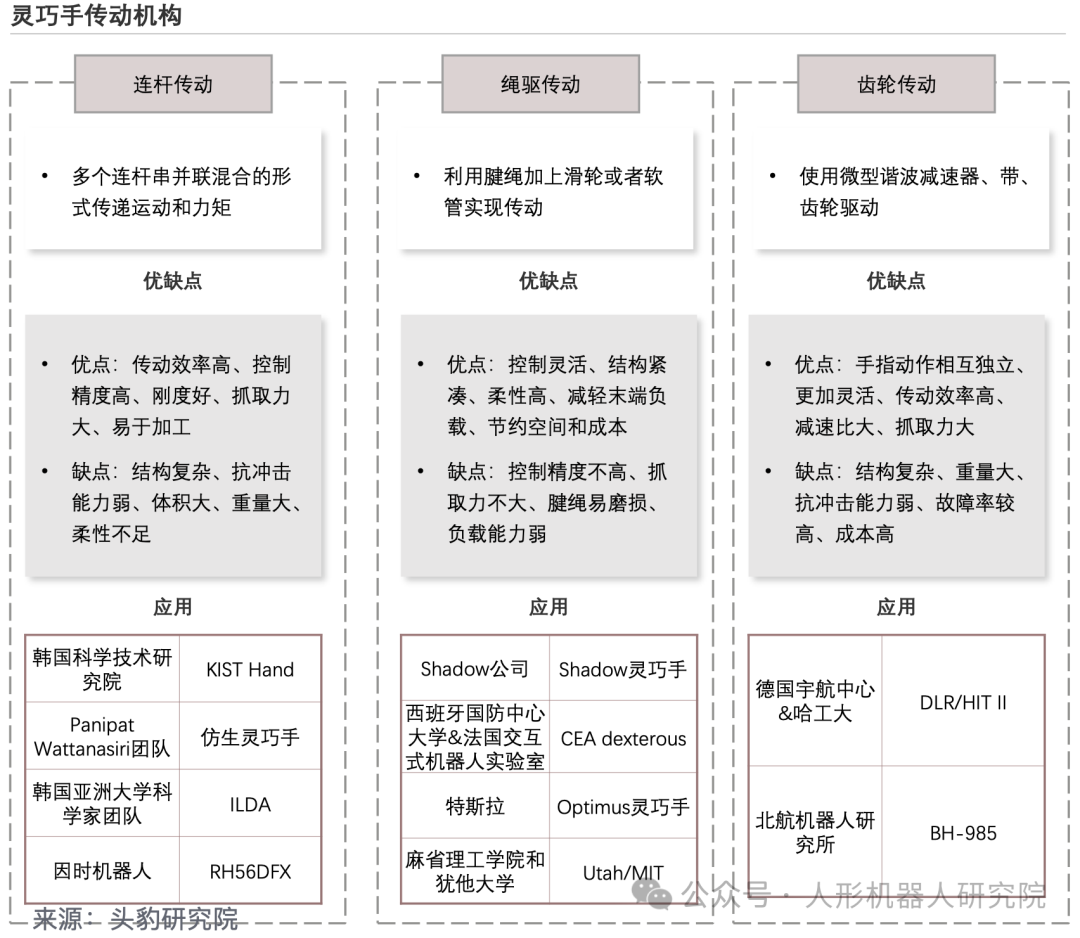 灵巧手传动机构
连杆传动
• 多个连杆串并联混合的形
式传递运动和力矩
优缺点
• 优点：传动效率高、控制
精度高、刚度好、抓取力
大、易于加工
• 缺点：结构复杂、抗冲击
能力弱、体积大、重量大、
柔性不足
应用
韩国科学技术研
究院
KIST Hand
Panipat
Wattanasiri团队
仿生灵巧手
韩国亚洲大学科
学家团队
ILDA
因时机器人
RH56DFX
绳驱传动
• 利用腱绳加上滑轮或者软
管实现传动
优缺点
• 优点：控制灵活、结构紧
凑、柔性高、减轻末端负
载、节约空间和成本
• 缺点：控制精度不高、抓
取力不大、腱绳易磨损、
负载能力弱
应用
Shadow公司
Shadow灵巧手
西班牙国防中心
大学&法国交互
式机器人实验室
CEA dexterous
特斯拉
Optimus灵巧手
麻省理工学院和
犹他大学
Utah/MIT
齿轮传动
• 使用微型谐波减速器、带、
齿轮驱动
优缺点
• 优点：手指动作相互独立、
更加灵活、传动效率高、
减速比大、抓取力大
• 缺点：结构复杂、重量大、
抗冲击能力弱、故障率较
高、成本高
应用
德国宇航中心
&哈工大
DLR/HIT II
北航机器人研
究所
BH-985
公众号·人形机器人研究院
来源：头豹研究院